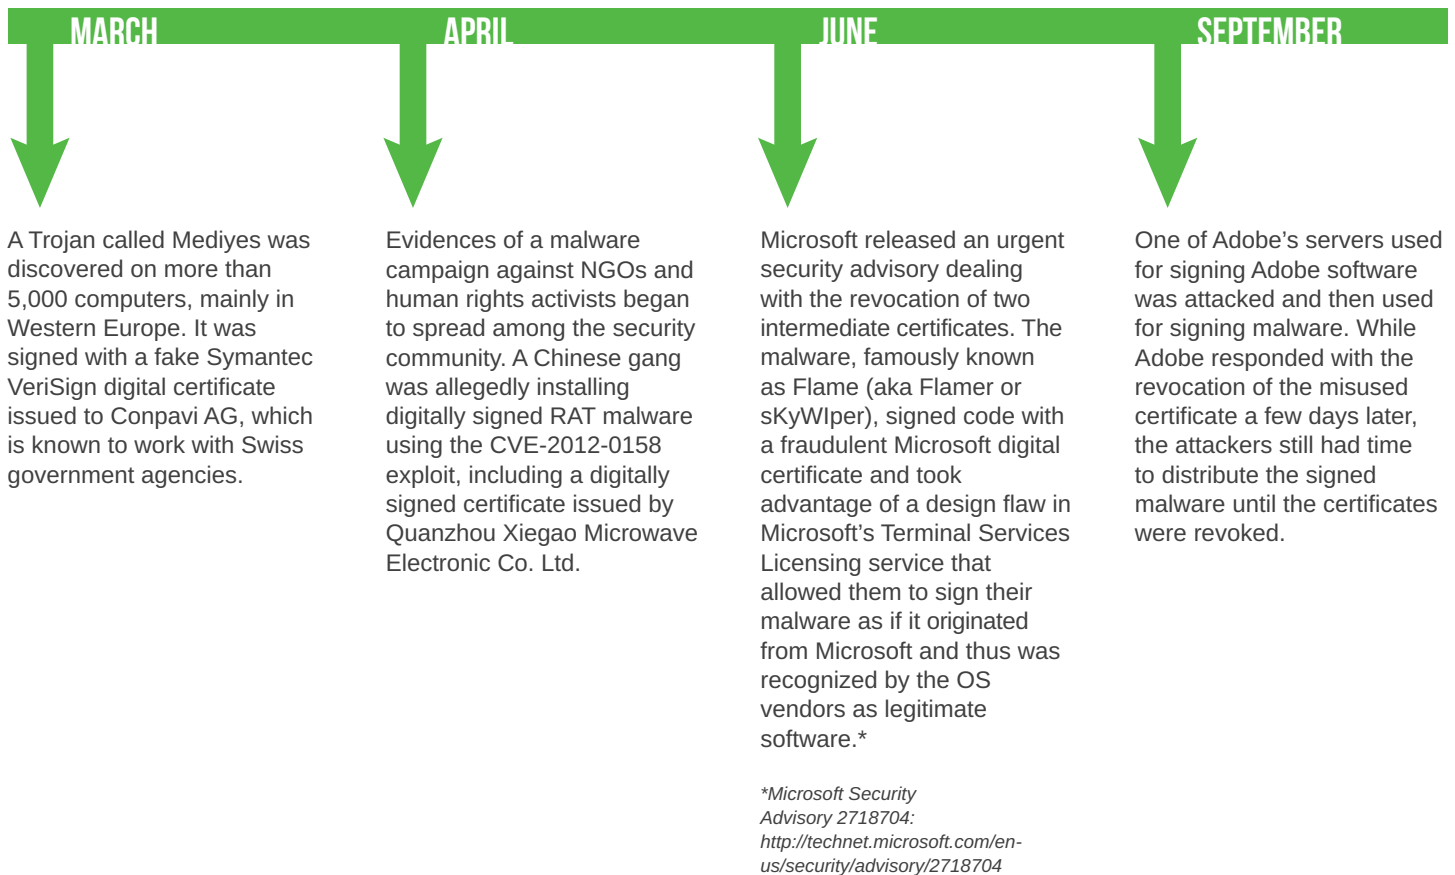 MARCH
APRIL
JUNE
SEPTEMBER
A Trojan called Mediyes was
discovered on more than
5,000 computers, mainly in
Western Europe. It was
signed with a fake Symantec
VeriSign digital certificate
issued to Conpavi AG, which
is known to work with Swiss
government agencies.
Evidences of a malware
campaign against NGOs and
human rights activists began
to spread among the security
community. A Chinese gang
was allegedly installing
digitally signed RAT malware
using the CVE-2012-0158
exploit, including a digitally
signed certificate issued by
Quanzhou Xiegao Microwave
Electronic Co. Ltd.
Microsoft released an urgent
security advisory dealing
with the revocation of two
intermediate certificates. The
malware, famously known
as Flame (aka Flamer or
sKyWIper), signed code with
a fraudulent Microsoft digital
certificate and took
advantage of a design flaw in
Microsoft’s Terminal Services
Licensing service that
allowed them to sign their
malware as if it originated
from Microsoft and thus was
recognized by the OS
vendors as legitimate
software.*
*Microsoft Security
Advisory 2718704:
http://technet.microsoft.com/en-
us/security/advisory/2718704
One of Adobe’s servers used
for signing Adobe software
was attacked and then used
for signing malware. While
Adobe responded with the
revocation of the misused
certificate a few days later,
the attackers still had time
to distribute the signed
malware until the certificates
were revoked.